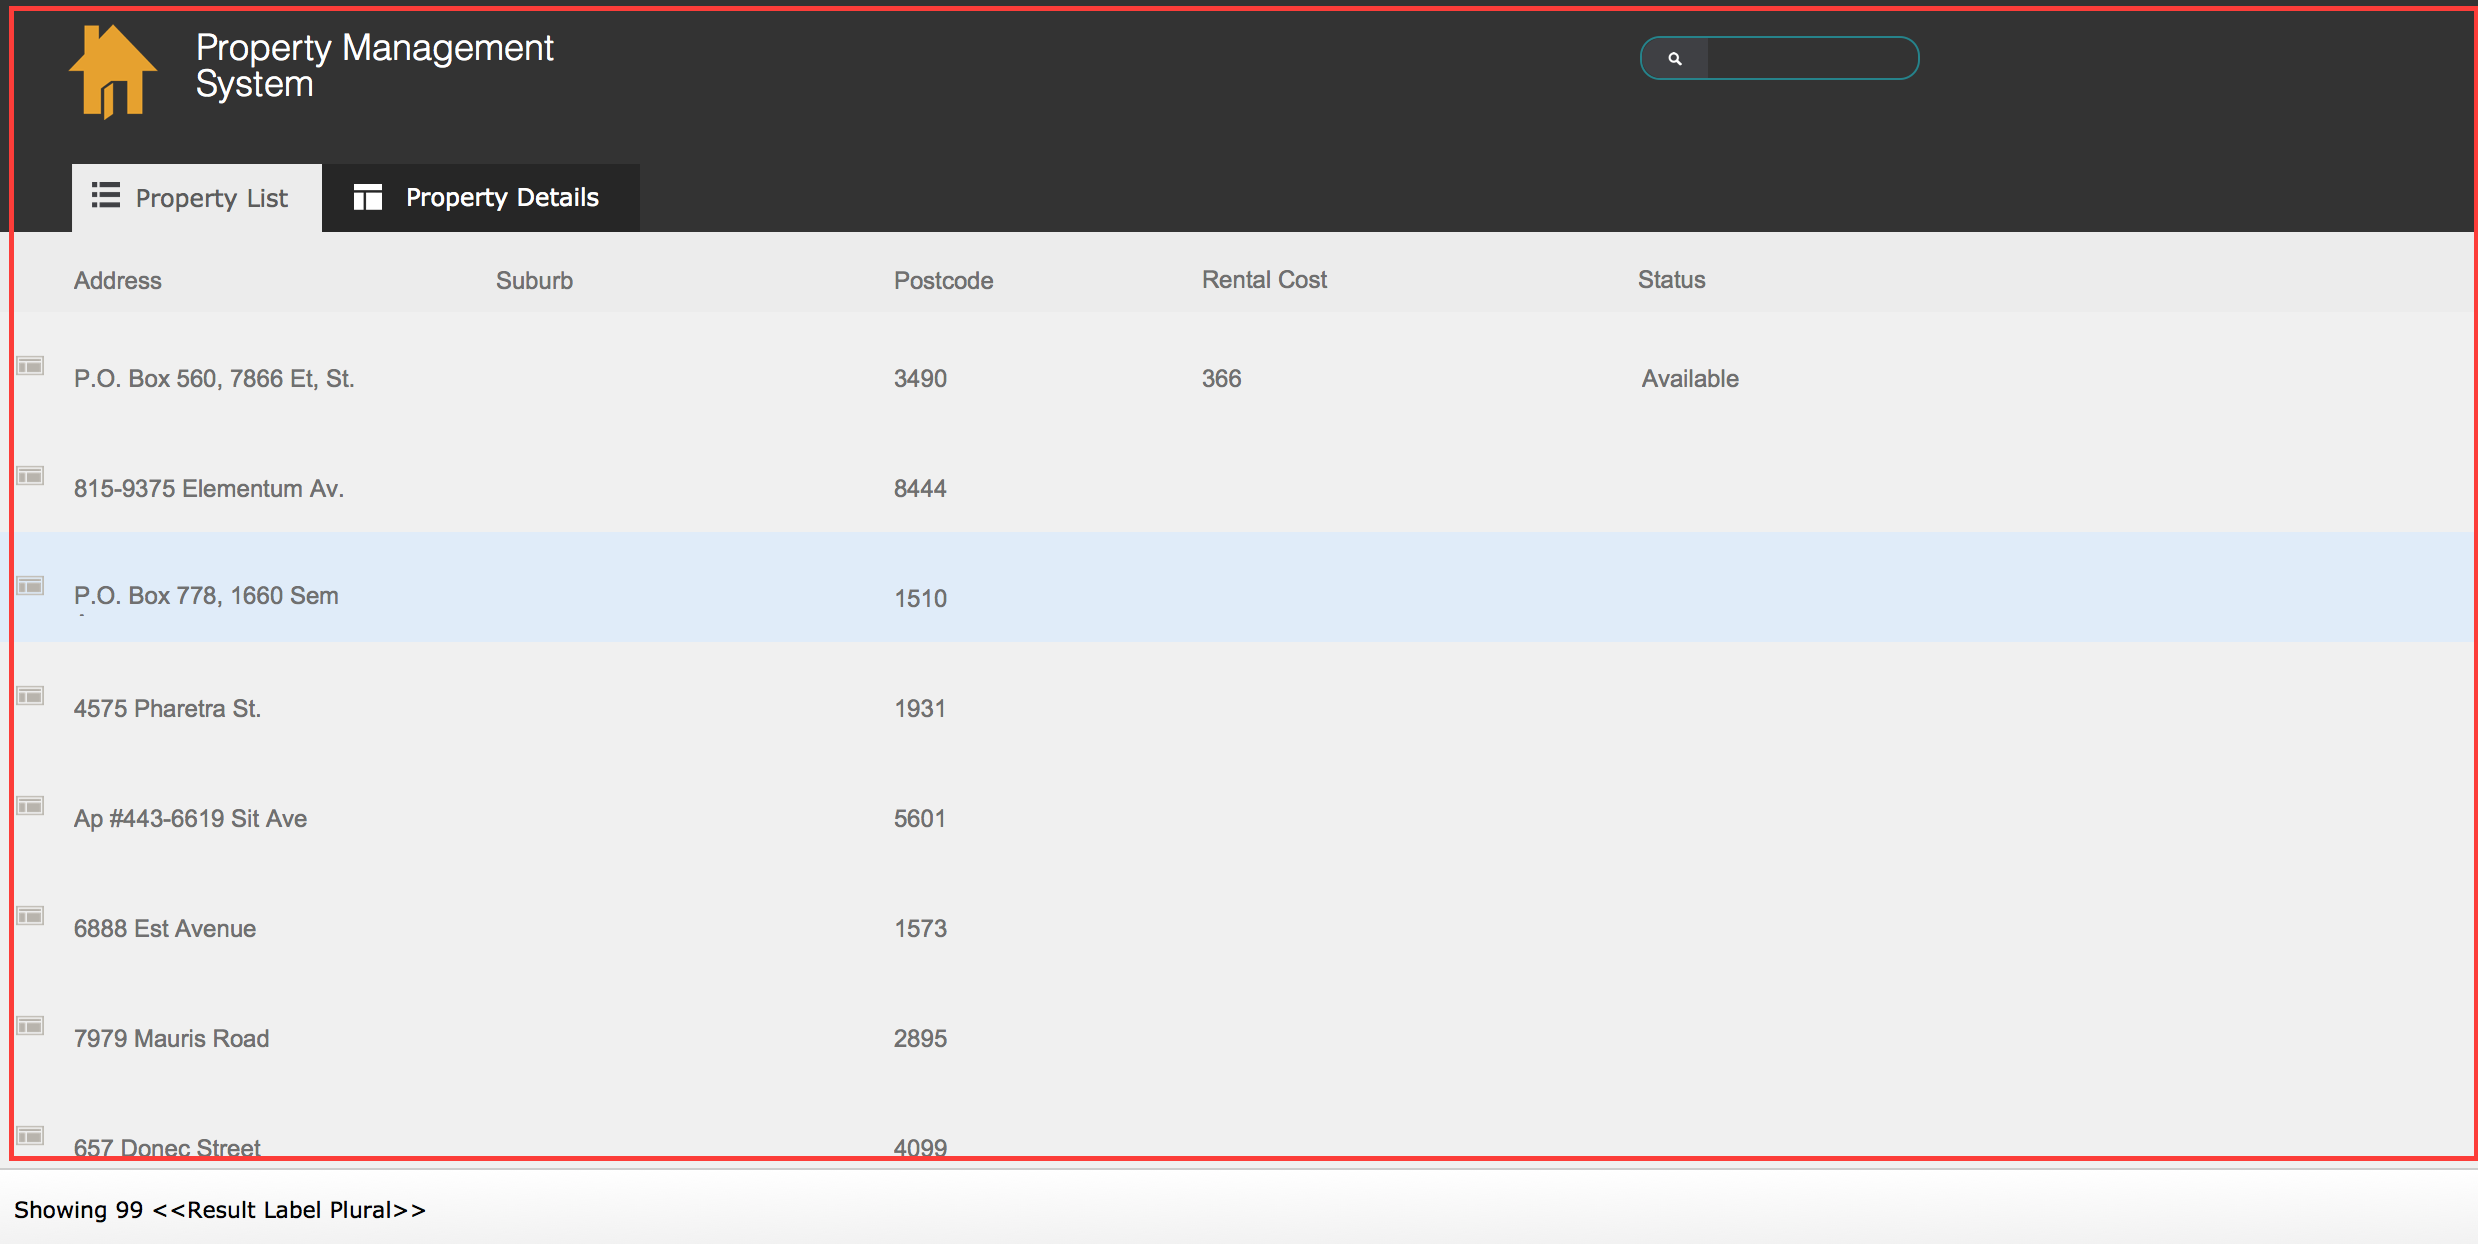 Property Management
System
Property List
Property Details
Address Suburb Postcode Rental Cost Status
P.O. Box 560, 7866 Et, St. 3490 366 Available
815-9375 Elementum Av. 8444
P.O. Box 778, 1660 Sem 1510
4575 Pharetra St. 1931
Ap #443-6619 Sit Ave 5601
6888 Est Avenue 1573
7979 Mauris Road 2895
657 Donec Street 4099
Showing 99 <<Result Label Plural>>